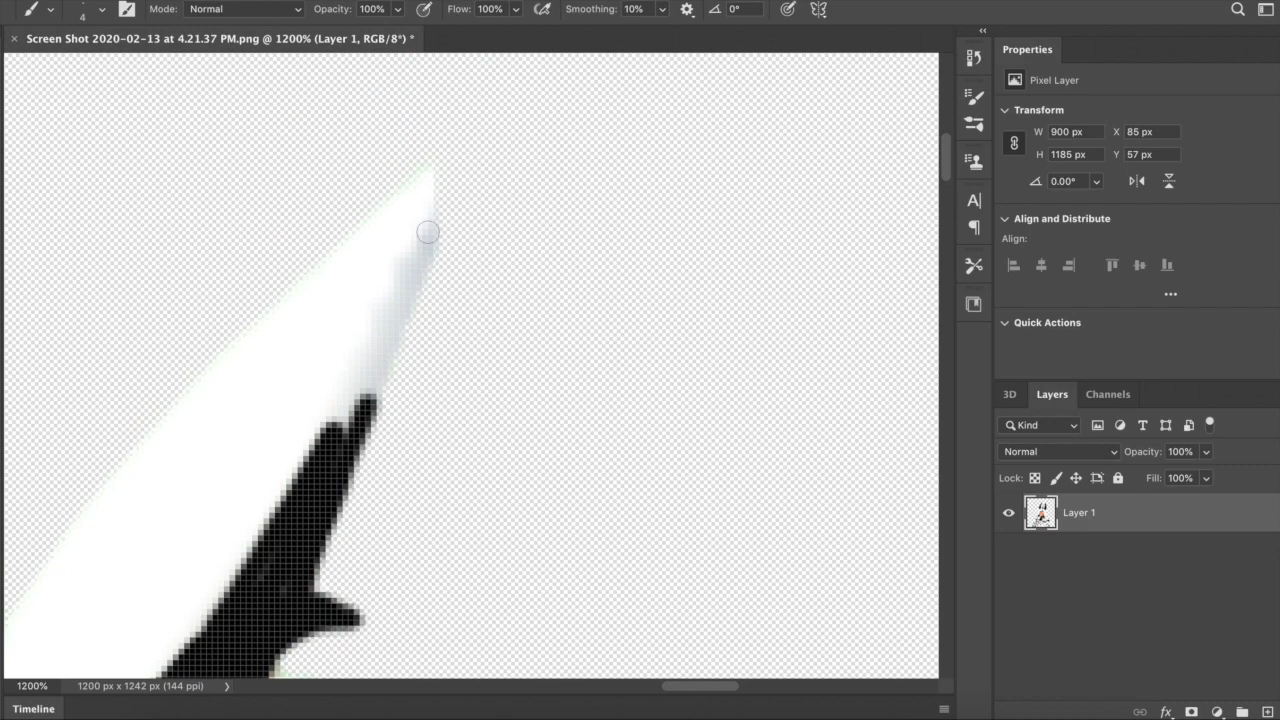 4 Mode: Normal Opacity: 100% Flow: 100% Smoothing: 10% 0°
× Screen Shot 2020-02-13 at 4.21.37 PM.png @ 1200% (Layer 1, RGB/8*) *
Properties
Pixel Layer
Transform
W 900 px X 85 px
H 1185 px Y 57 px
0.00°
Align and Distribute
Align:
Quick Actions
3D Layers Channels
Kind
Normal Opacity: 100%
Lock: Fill: 100%
Layer 1
fx
1200% 1200 px x 1242 px (144 ppi)
Timeline